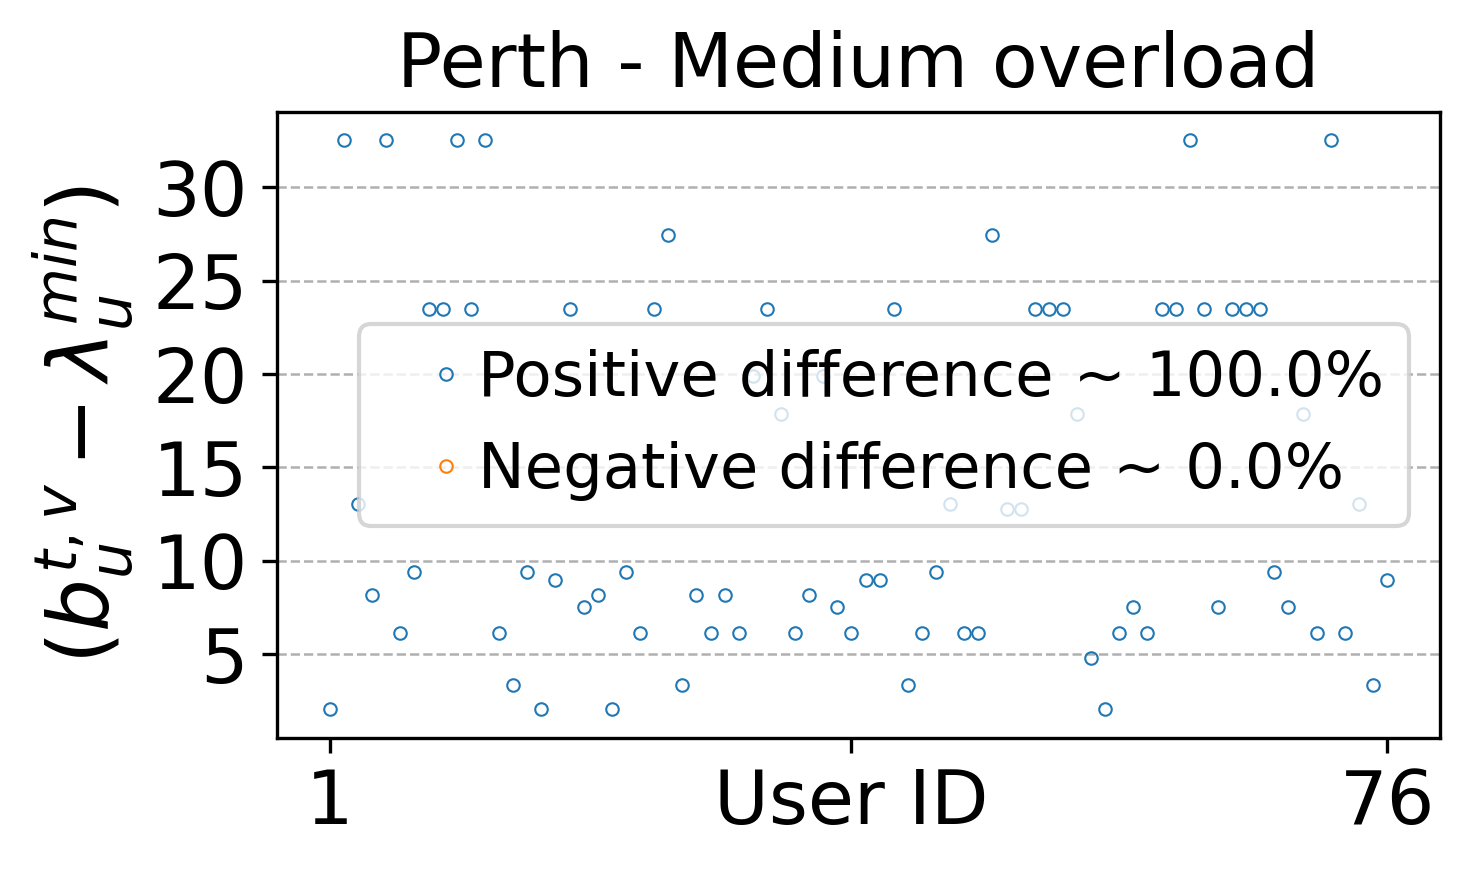 Perth - Medium overload
(b_u^{t, v} − λ_u^{min})
30
25
20
15
10
5
Positive difference ~ 100.0%
Negative difference ~ 0.0%
1 User ID 76